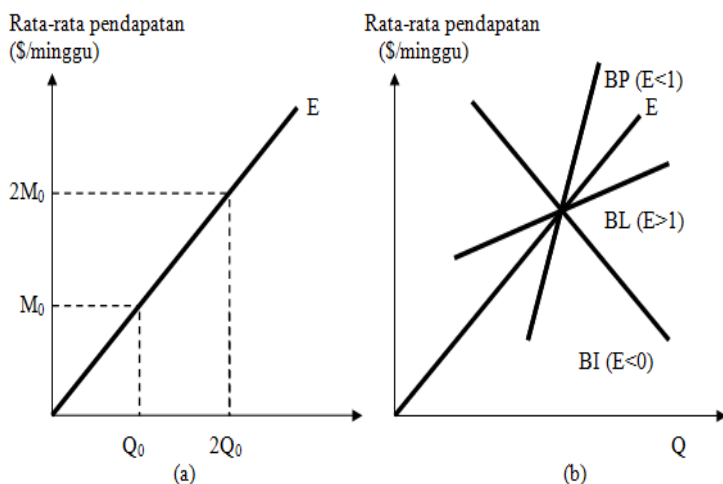 Rata-rata pendapatan
($/minggu)
E
2M₀
M₀
Q₀
2Q₀
(a)
Rata-rata pendapatan
($/minggu)
BP (E<1)
E
BL (E>1)
BI (E<0)
Q
(b)